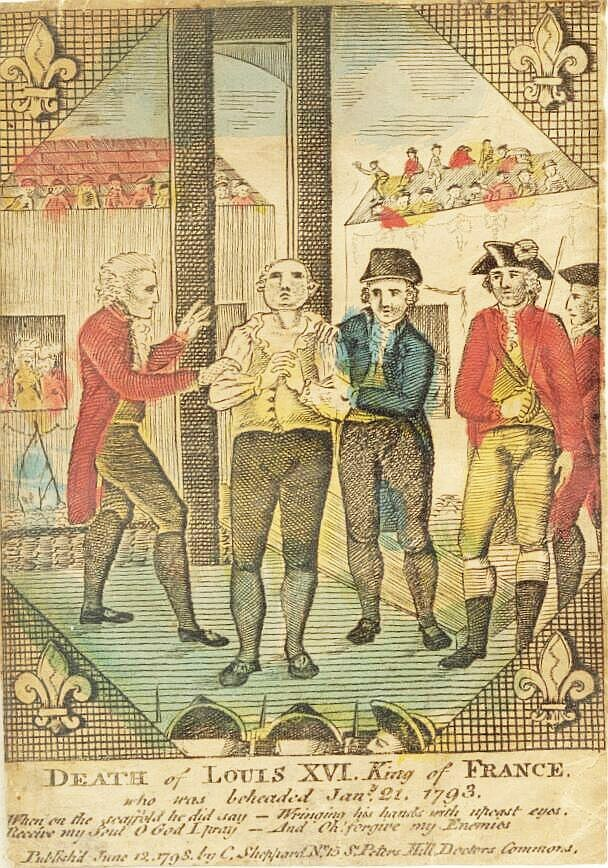 DEATH of LOUIS XVI. King of FRANCE.
who was beheaded Janʸ. 21. 1793.
When on the scaffold he did say — Wringing his hands with upcast eyes.
Receive my Soul O God I pray — And Oh! forgive my Enemies
Publish'd June 12, 1798. by C. Sheppard Nº. 15 Sᵗ. Peters Hill Doctors Commons.